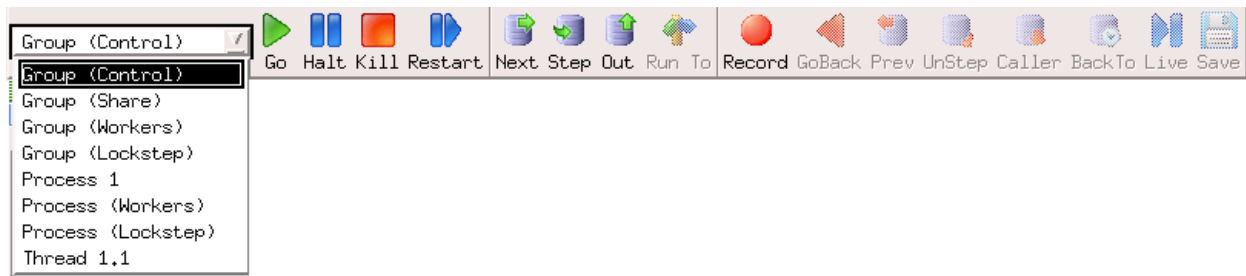 Group (Control)
Go Halt Kill Restart Next Step Out Run To Record GoBack Prev UnStep Caller BackTo Live Save
Group (Control)
Group (Share)
Group (Workers)
Group (Lockstep)
Process 1
Process (Workers)
Process (Lockstep)
Thread 1.1